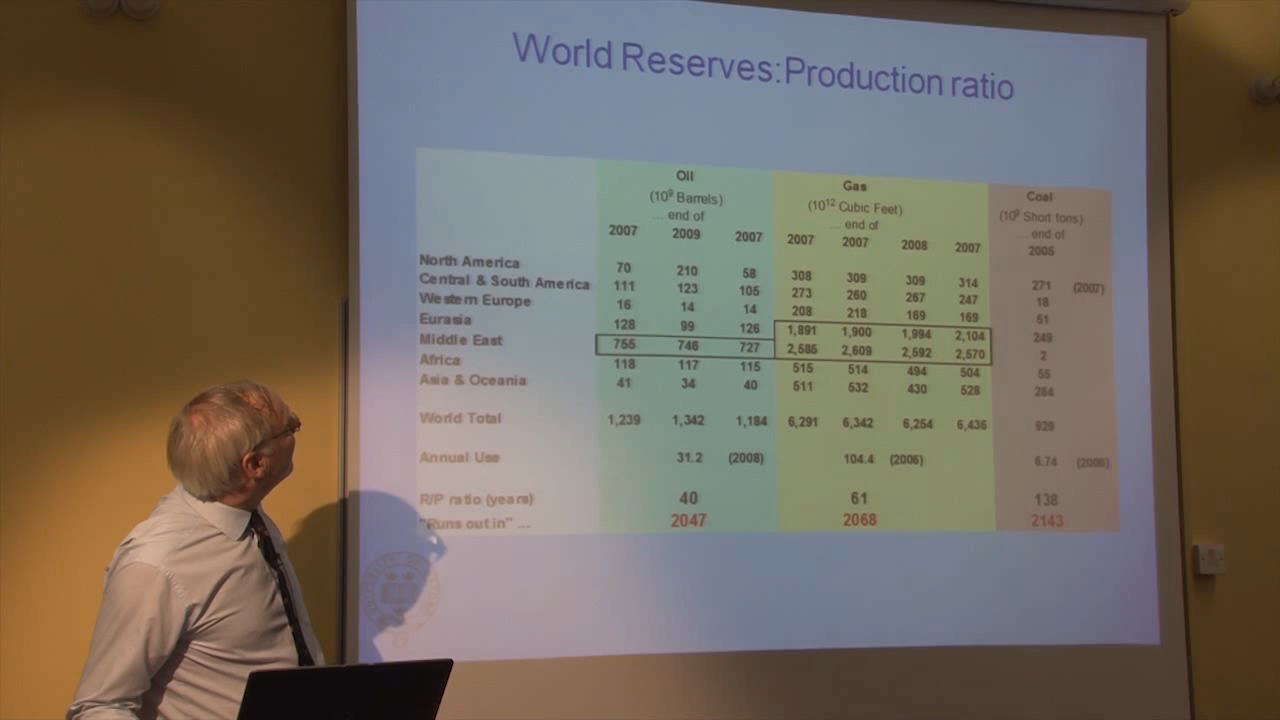 World Reserves:Production ratio
Oil Gas Coal
(10⁹ Barrels) (10¹² Cubic Feet) (10⁹ Short tons)
... end of ... end of ... end of
2007 2009 2007 2007 2007 2008 2007 2005
North America 70 210 58 308 309 309 314 271 (2007)
Central & South America 111 123 105 273 260 267 247 18
Western Europe 16 14 14 208 218 169 169 51
Eurasia 128 99 126 1,891 1,900 1,994 2,104 249
Middle East 755 746 727 2,585 2,609 2,592 2,570 2
Africa 118 117 115 515 514 494 504 55
Asia & Oceania 41 34 40 511 532 430 528 284
World Total 1,239 1,342 1,184 6,291 6,342 6,254 6,436 929
Annual Use 31.2 (2008) 104.4 (2006) 6.74 (2006)
R/P ratio (years) 40 61 138
"Runs out in" ... 2047 2068 2143